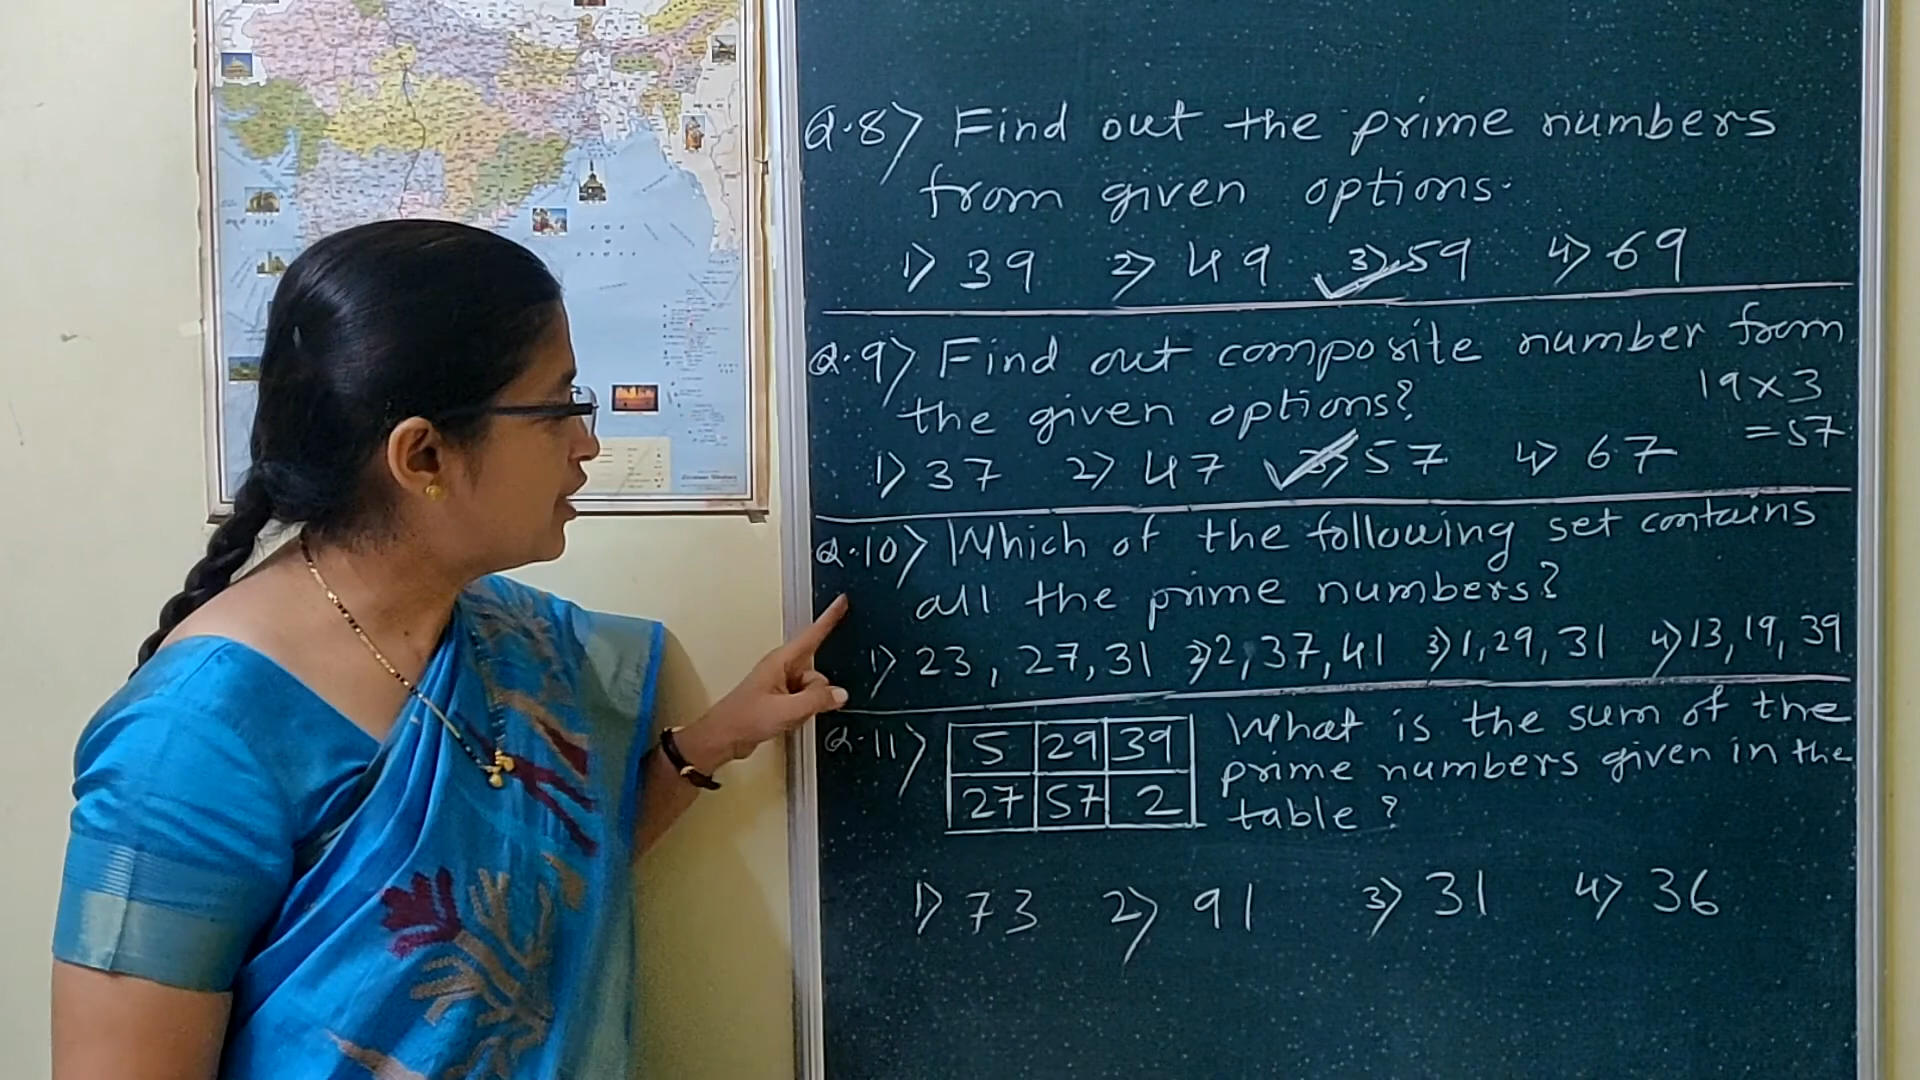 Q.8) Find out the prime numbers
from given options.
1) 39 2) 49 3) 59 4) 69
Q.9) Find out composite number from
the given options?
19 x 3
= 57
1) 37 2) 47 3) 57 4) 67
Q.10) Which of the following set contains
all the prime numbers?
1) 23, 27, 31 2) 2, 37, 41 3) 1, 29, 31 4) 13, 19, 39
Q.11) 5 29 39
27 57 2
What is the sum of the
prime numbers given in the
table?
1) 73 2) 91 3) 31 4) 36